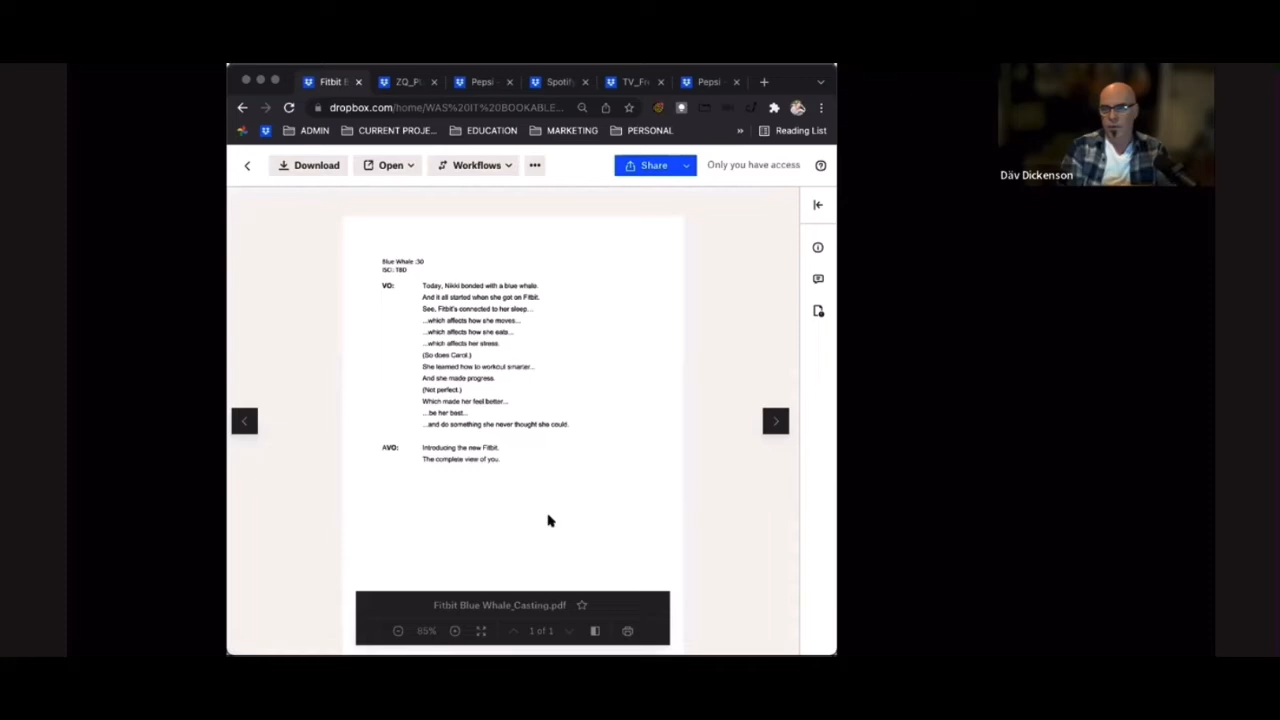 Fitbit B
ZQ_PL
Pepsi -
Spotify
TV_Fr
Pepsi -
dropbox.com/home/WAS%20IT%20BOOKABLE...
ADMIN
CURRENT PROJE...
EDUCATION
MARKETING
PERSONAL
»
Reading List
Download
Open
Workflows
Share
Only you have access
Däv Dickenson
Blue Whale :30
ISCI: TBD
VO: Today, Nikki bonded with a blue whale.
And it all started when she got on Fitbit.
See, Fitbit's connected to her sleep...
...which affects how she moves...
...which affects how she eats...
...which affects her stress.
(So does Carol.)
She learned how to workout smarter...
And she made progress.
(Not perfect.)
Which made her feel better...
...be her best...
...and do something she never thought she could.
AVO: Introducing the new Fitbit.
The complete view of you.
Fitbit Blue Whale_Casting.pdf
65%
1 of 1